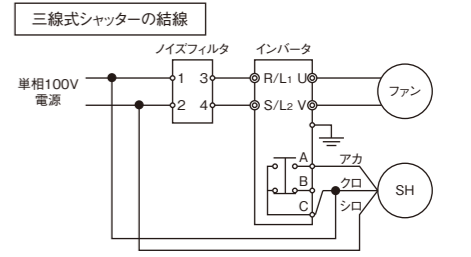 三線式シャッターの結線
ノイズフィルタ インバータ
単相100V
電源
1 3 R/L1 U
2 4 S/L2 V
ファン
A アカ
B クロ
C シロ
SH